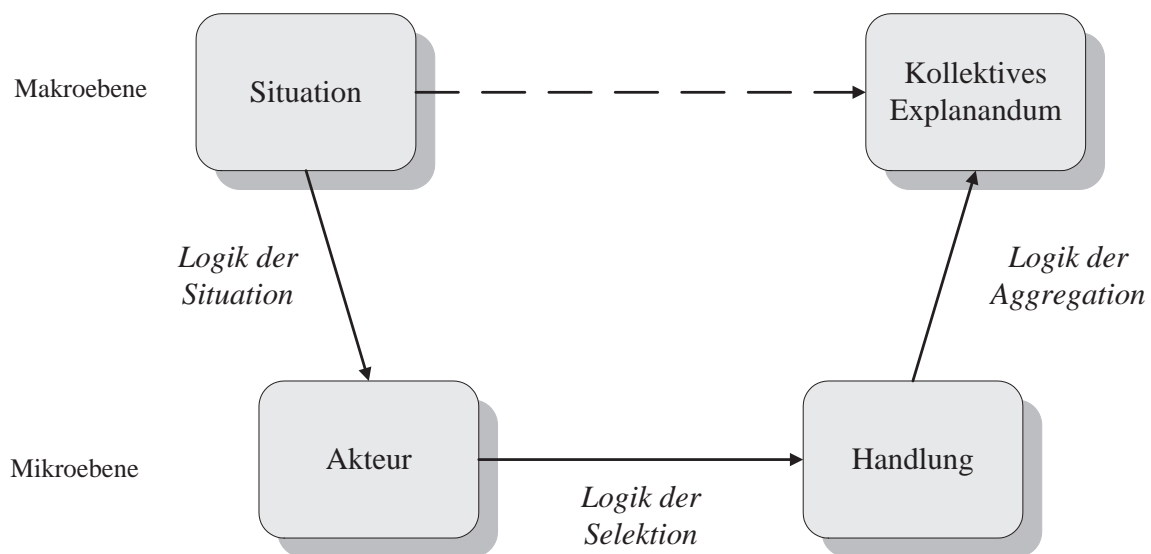 Makroebene
Situation
Kollektives
Explanandum
Logik der
Situation
Logik der
Aggregation
Mikroebene
Akteur
Handlung
Logik der
Selektion